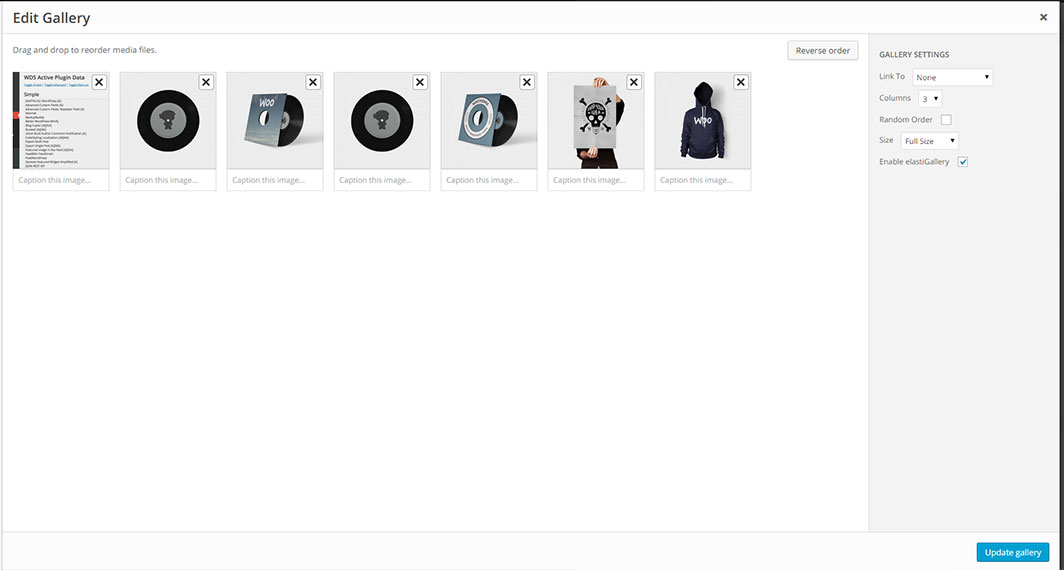 Edit Gallery
Drag and drop to reorder media files.
Reverse order
WDS Active Plugin Data
Simple
Caption this image...
Caption this image...
WOO
Caption this image...
Caption this image...
Caption this image...
Caption this image...
WOO
Caption this image...
GALLERY SETTINGS
Link To None
Columns 3
Random Order
Size Full Size
Enable elastiGallery
Update gallery